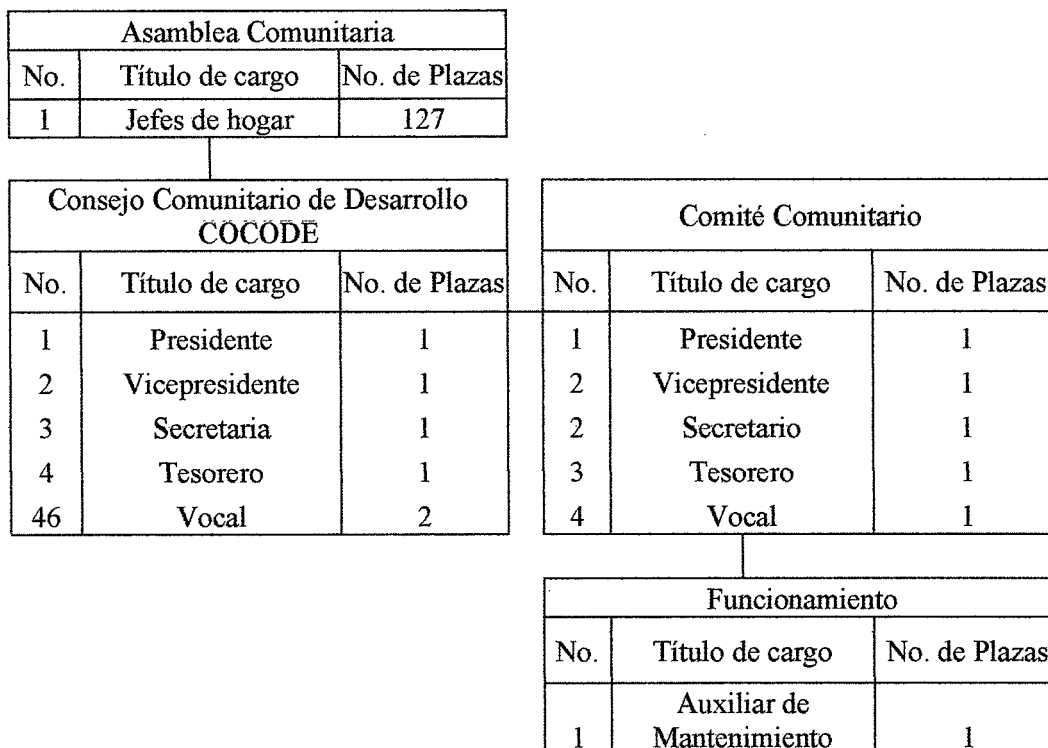 Asamblea Comunitaria
No. Título de cargo No. de Plazas
1 Jefes de hogar 127
Consejo Comunitario de Desarrollo
COCODE
No. Título de cargo No. de Plazas
1 Presidente 1
2 Vicepresidente 1
3 Secretaria 1
4 Tesorero 1
46 Vocal 2
Comité Comunitario
No. Título de cargo No. de Plazas
1 Presidente 1
2 Vicepresidente 1
2 Secretario 1
3 Tesorero 1
4 Vocal 1
Funcionamiento
No. Título de cargo No. de Plazas
Auxiliar de
1 Mantenimiento 1